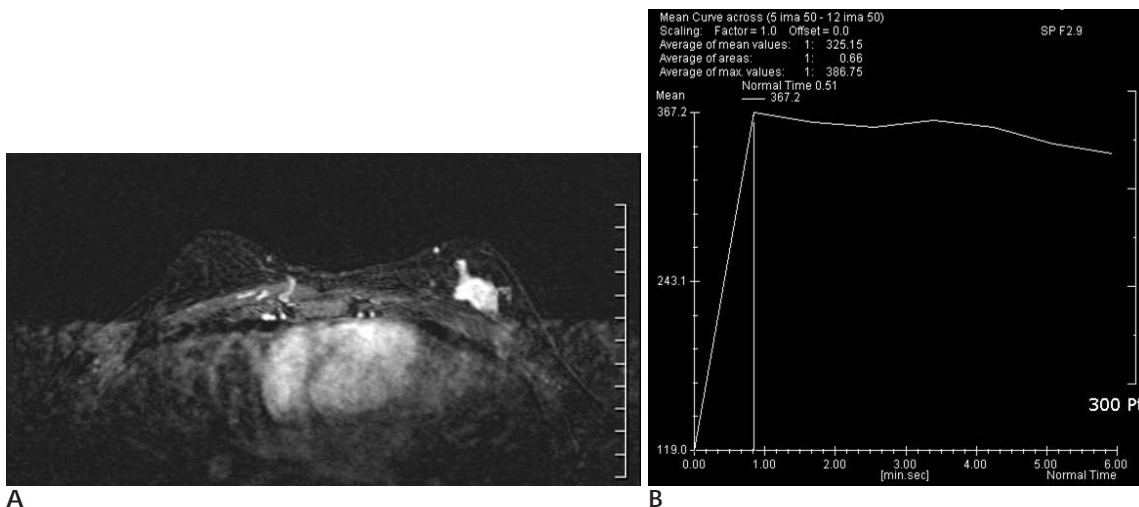 Mean Curve across (5 ima 50 - 12 ima 50)
Scaling: Factor = 1.0 Offset = 0.0 SP F2.9
Average of mean values: 1: 325.15
Average of areas: 1: 0.66
Average of max. values: 1: 386.75
Normal Time 0.51
Mean 367.2
367.2
243.1
300
119.0
0.00 1.00 2.00 3.00 4.00 5.00 6.00
[min.sec] Normal Time
A B